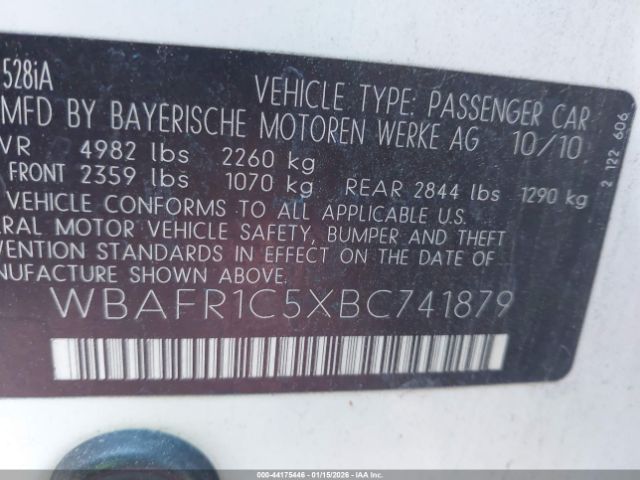 528iA
VEHICLE TYPE: PASSENGER CAR
MFD BY BAYERISCHE MOTOREN WERKE AG 10/10
VR 4982 lbs 2260 kg
FRONT 2359 lbs 1070 kg REAR 2844 lbs 1290 kg
VEHICLE CONFORMS TO ALL APPLICABLE U.S.
ERAL MOTOR VEHICLE SAFETY, BUMPER AND THEFT
VENTION STANDARDS IN EFFECT ON THE DATE OF
NUFACTURE SHOWN ABOVE.
WBAFR1C5XBC741879
2 122 606
000-44175446 - 01/15/2026 - IAA Holdings, LLC